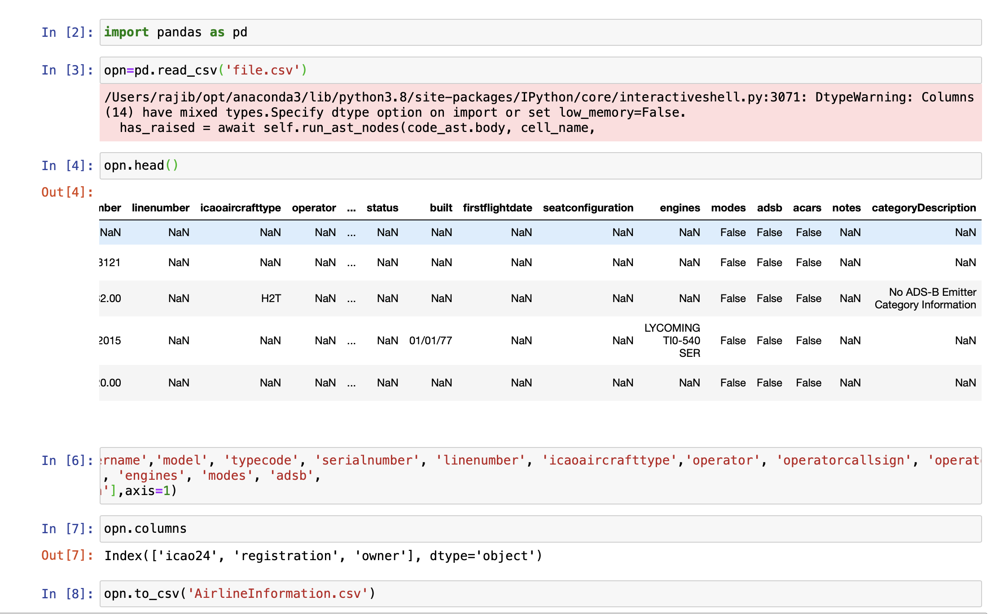 In [2]: import pandas as pd
In [3]: opn=pd.read_csv('file.csv')
/Users/rajib/opt/anaconda3/lib/python3.8/site-packages/IPython/core/interactiveshell.py:3071: DtypeWarning: Columns
(14) have mixed types.Specify dtype option on import or set low_memory=False.
has_raised = await self.run_ast_nodes(code_ast.body, cell_name,
In [4]: opn.head()
Out[4]:
nber linenumber icaoaircrafttype operator ... status built firstflightdate seatconfiguration engines modes adsb acars notes categoryDescription
NaN NaN NaN NaN ... NaN NaN NaN NaN NaN False False False NaN NaN
3121 NaN NaN NaN ... NaN NaN NaN NaN NaN False False False NaN NaN
32.00 NaN H2T NaN ... NaN NaN NaN NaN NaN False False False NaN No ADS-B Emitter
Category Information
2015 NaN NaN NaN ... NaN 01/01/77 NaN NaN LYCOMING
TI0-540
SER False False False NaN NaN
0.00 NaN NaN NaN ... NaN NaN NaN NaN NaN False False False NaN NaN
In [6]: ername','model', 'typecode', 'serialnumber', 'linenumber', 'icaoaircrafttype','operator', 'operatorcallsign', 'operat
, 'engines', 'modes', 'adsb',
'],axis=1)
In [7]: opn.columns
Out[7]: Index(['icao24', 'registration', 'owner'], dtype='object')
In [8]: opn.to_csv('AirlineInformation.csv')